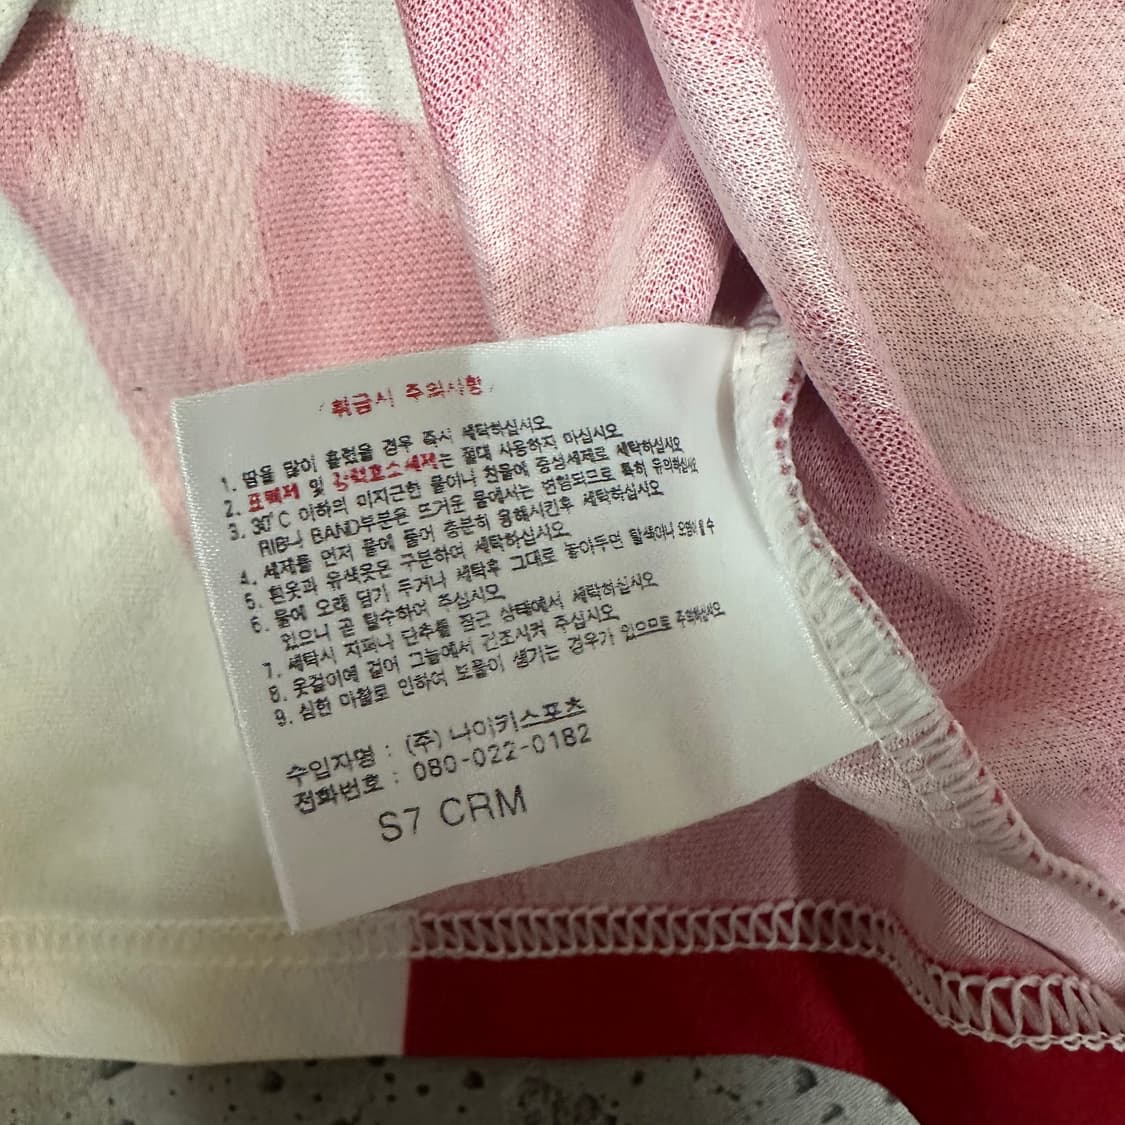 취급시 주의사항
1. 땀을 많이 흘렸을 경우 즉시 세탁하십시오
2. 표백제 및 강력효소세제는 절대 사용하지 마십시오
3. 30°C 이하의 미지근한 물이나 찬물에 중성세제로 세탁하십시오
RIB나 BAND부분은 뜨거운 물에서는 변형되므로 특히 유의하십시오
4. 세제를 먼저 물에 풀어 충분히 용해시킨후 세탁하십시오
5. 흰옷과 유색옷은 구분하여 세탁하십시오
6. 물에 오래 담기 두거나 세탁후 그대로 놓아두면 탈색이나 오염이 될 수
있으니 곧 탈수하여 주십시오
7. 세탁시 지퍼나 단추를 잠근 상태에서 세탁하십시오
8. 옷걸이에 걸어 그늘에서 건조시켜 주십시오
9. 심한 마찰로 인하여 보풀이 생기는 경우가 있으므로 주의하십시오
수입자명 : (주) 나이키스포츠
전화번호 : 080-022-0182
S7 CRM